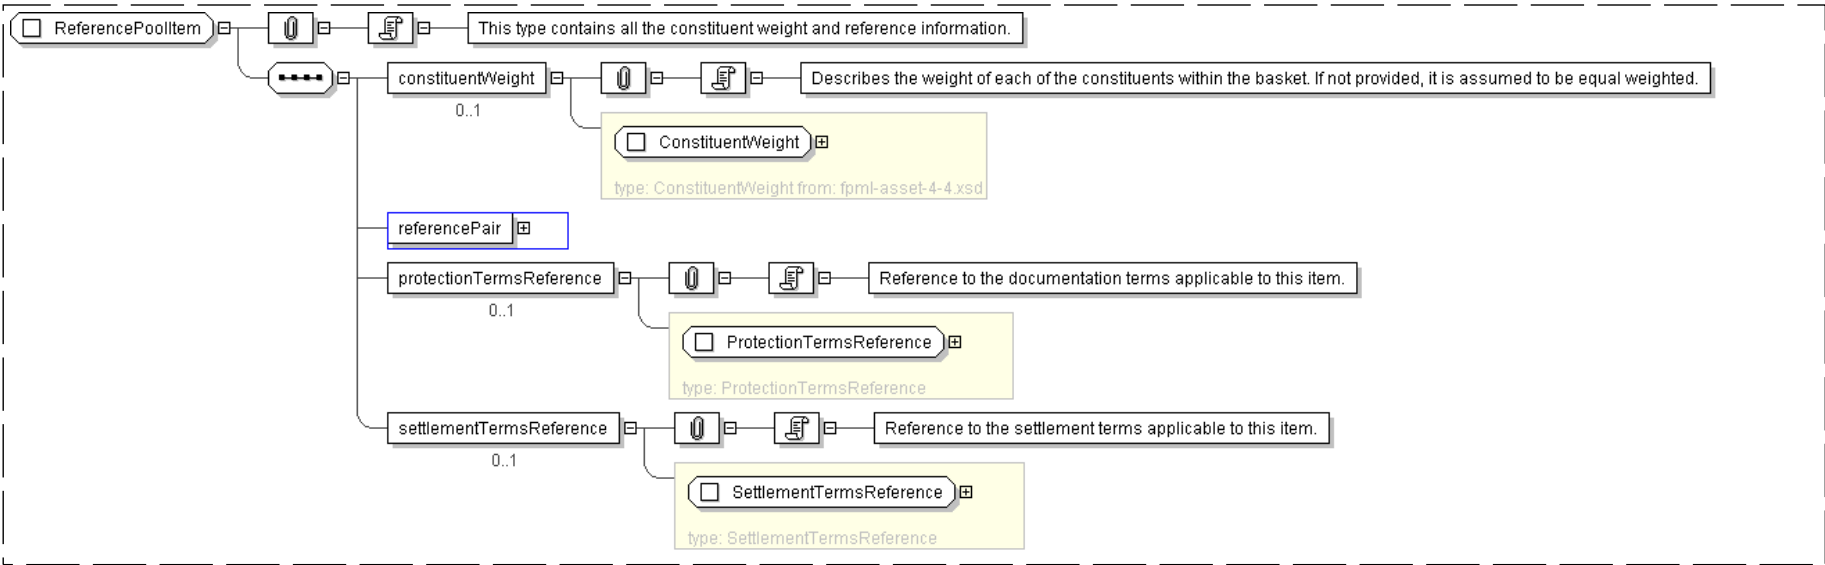 ReferencePoolItem
This type contains all the constituent weight and reference information.
constituentWeight
Describes the weight of each of the constituents within the basket. If not provided, it is assumed to be equal weighted.
0..1
ConstituentWeight
type: ConstituentWeight from: fpml-asset-4-4.xsd
referencePair
protectionTermsReference
Reference to the documentation terms applicable to this item.
0..1
ProtectionTermsReference
type: ProtectionTermsReference
settlementTermsReference
Reference to the settlement terms applicable to this item.
0..1
SettlementTermsReference
type: SettlementTermsReference